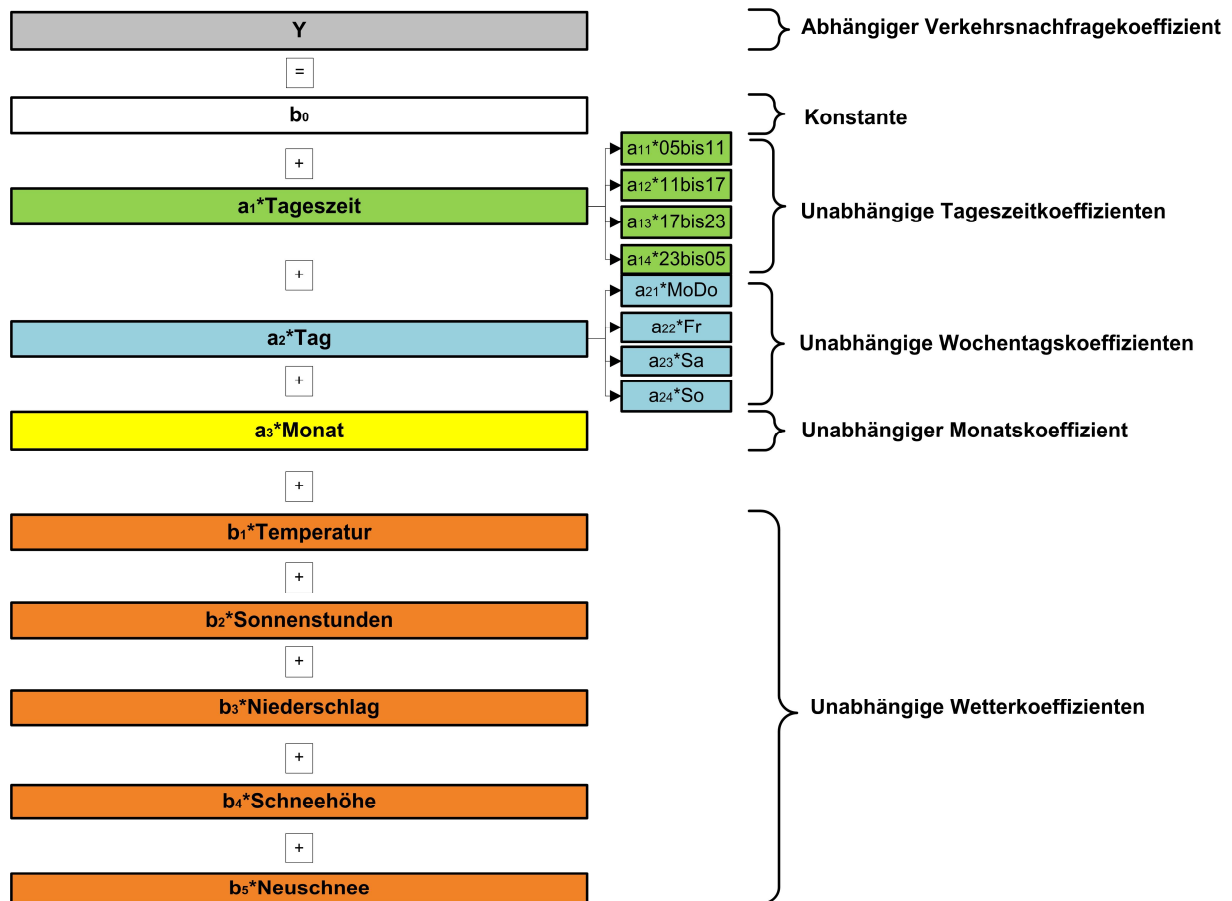 Y
Abhängiger Verkehrsnachfragekoeffizient
=
b0
Konstante
+
a1*Tageszeit
a11*05bis11
a12*11bis17
a13*17bis23
a14*23bis05
Unabhängige Tageszeitkoeffizienten
+
a2*Tag
a21*MoDo
a22*Fr
a23*Sa
a24*So
Unabhängige Wochentagskoeffizienten
+
a3*Monat
Unabhängiger Monatskoeffizient
+
b1*Temperatur
+
b2*Sonnenstunden
+
b3*Niederschlag
+
b4*Schneehöhe
+
b5*Neuschnee
Unabhängige Wetterkoeffizienten